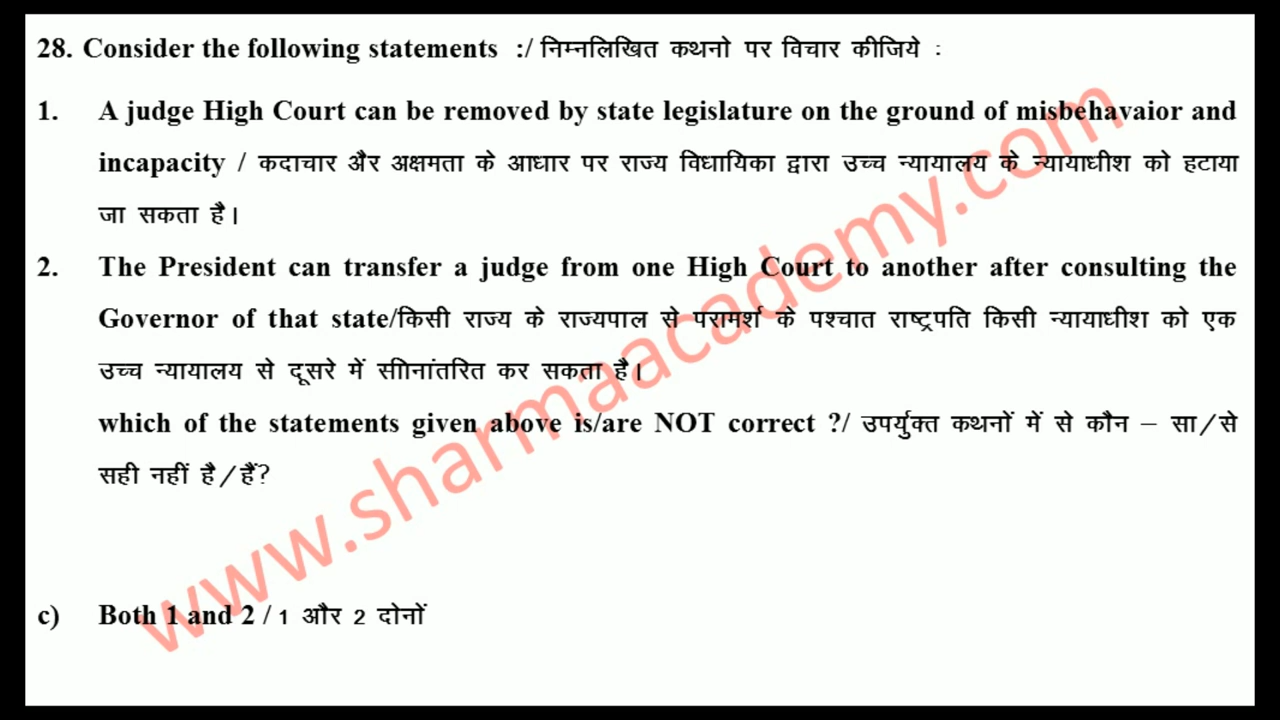 28. Consider the following statements :/ निम्नलिखित कथनो पर विचार कीजिये :
1. A judge High Court can be removed by state legislature on the ground of misbehavaior and
incapacity / कदाचार और अक्षमता के आधार पर राज्य विधायिका द्वारा उच्च न्यायालय के न्यायाधीश को हटाया
जा सकता है।
2. The President can transfer a judge from one High Court to another after consulting the
Governor of that state/किसी राज्य के राज्यपाल से परामर्श के पश्चात राष्ट्रपति किसी न्यायाधीश को एक
उच्च न्यायालय से दूसरे में सीानांतरित कर सकता है।
which of the statements given above is/are NOT correct ?/ उपर्युक्त कथनों में से कौन – सा/से
सही नहीं है/हैं?
c) Both 1 and 2 / 1 और 2 दोनों
www.sharmaacademy.com